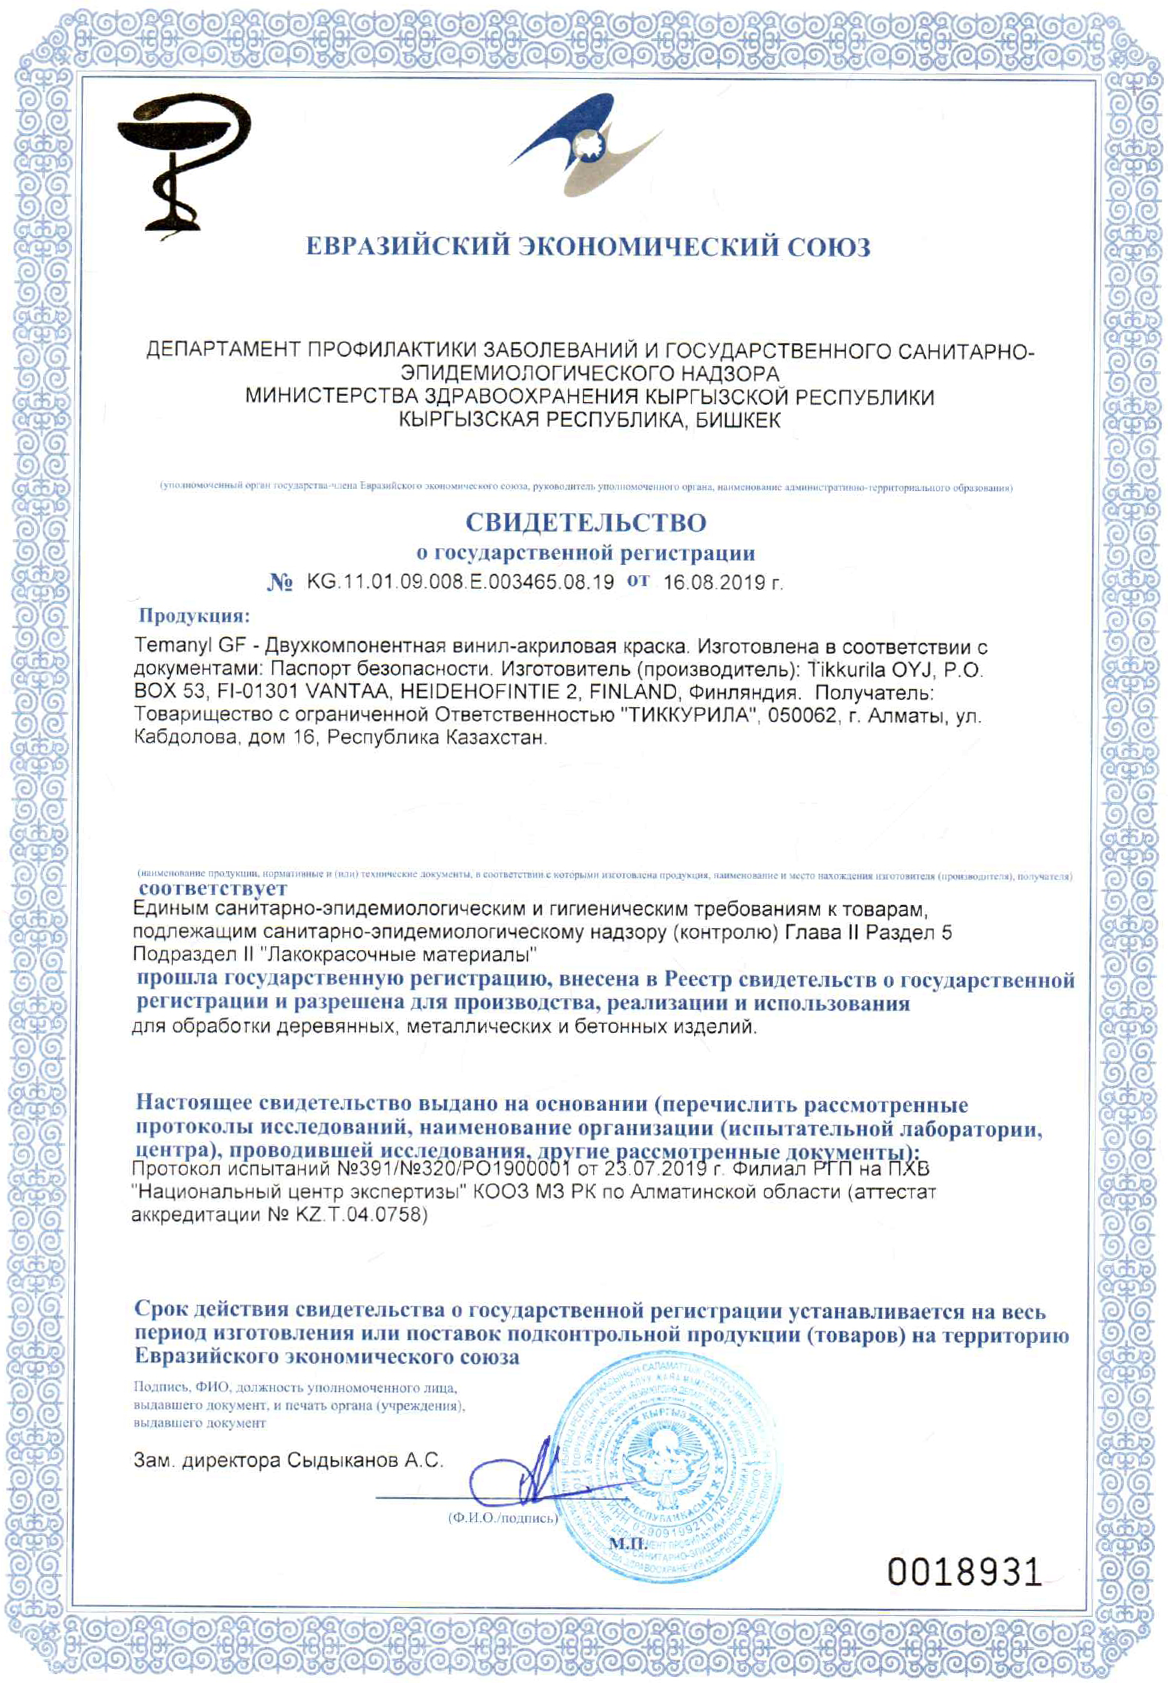 ЕВРАЗИЙСКИЙ ЭКОНОМИЧЕСКИЙ СОЮЗ
ДЕПАРТАМЕНТ ПРОФИЛАКТИКИ ЗАБОЛЕВАНИЙ И ГОСУДАРСТВЕННОГО САНИТАРНО-
ЭПИДЕМИОЛОГИЧЕСКОГО НАДЗОРА
МИНИСТЕРСТВА ЗДРАВООХРАНЕНИЯ КЫРГЫЗСКОЙ РЕСПУБЛИКИ
КЫРГЫЗСКАЯ РЕСПУБЛИКА, БИШКЕК
(уполномоченный орган государства-члена Евразийского экономического союза, руководитель уполномоченного органа, наименование административно-территориального образования)
СВИДЕТЕЛЬСТВО
о государственной регистрации
№ KG.11.01.09.008.E.003465.08.19 от 16.08.2019 г.
Продукция:
Temanyl GF - Двухкомпонентная винил-акриловая краска. Изготовлена в соответствии с
документами: Паспорт безопасности. Изготовитель (производитель): Tikkurila OYJ, P.O.
BOX 53, FI-01301 VANTAA, HEIDEHOFINTIE 2, FINLAND, Финляндия. Получатель:
Товарищество с ограниченной Ответственностью "ТИККУРИЛА", 050062, г. Алматы, ул.
Кабдолова, дом 16, Республика Казахстан.
(наименование продукции, нормативные и (или) технические документы, в соответствии с которыми изготовлена продукция, наименование и место нахождения изготовителя (производителя), получателя)
соответствует
Единым санитарно-эпидемиологическим и гигиеническим требованиям к товарам,
подлежащим санитарно-эпидемиологическому надзору (контролю) Глава II Раздел 5
Подраздел II "Лакокрасочные материалы"
прошла государственную регистрацию, внесена в Реестр свидетельств о государственной
регистрации и разрешена для производства, реализации и использования
для обработки деревянных, металлических и бетонных изделий.
Настоящее свидетельство выдано на основании (перечислить рассмотренные
протоколы исследований, наименование организации (испытательной лаборатории,
центра), проводившей исследования, другие рассмотренные документы):
Протокол испытаний №391/№320/РО1900001 от 23.07.2019 г. Филиал РГП на ПХВ
"Национальный центр экспертизы" КООЗ МЗ РК по Алматинской области (аттестат
аккредитации № KZ.T.04.0758)
Срок действия свидетельства о государственной регистрации устанавливается на весь
период изготовления или поставок подконтрольной продукции (товаров) на территорию
Евразийского экономического союза
Подпись, ФИО, должность уполномоченного лица,
выдавшего документ, и печать органа (учреждения),
выдавшего документ
Зам. директора Сыдыканов А.С.
(Ф.И.О./подпись)
М.П.
0018931